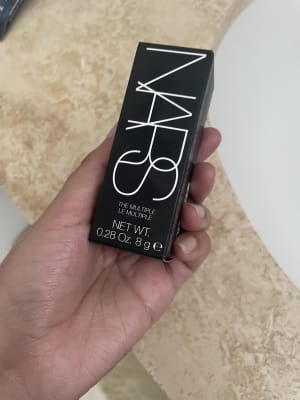 NARS
THE MULTIPLE
LE MULTIPLE
NET WT.
0.28 Oz. 8 g ℮